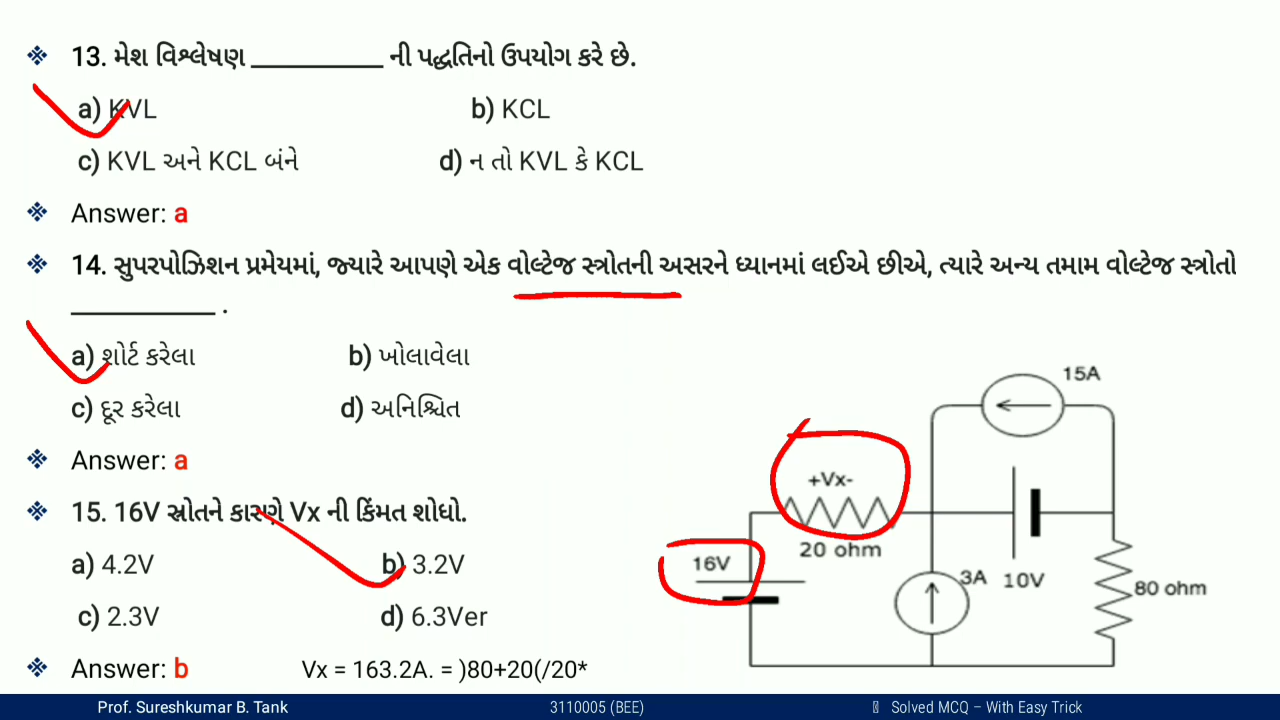 ❖ 13. મેશ વિશ્લેષણ __________ ની પદ્ધતિનો ઉપયોગ કરે છે.
a) KVL b) KCL
c) KVL અને KCL બંને d) ન તો KVL કે KCL
❖ Answer: a
❖ 14. સુપરપોઝિશન પ્રમેયમાં, જ્યારે આપણે એક વોલ્ટેજ સ્ત્રોતની અસરને ધ્યાનમાં લઈએ છીએ, ત્યારે અન્ય તમામ વોલ્ટેજ સ્ત્રોતો
___________ .
a) શોર્ટ કરેલા b) ખોલાવેલા
c) દૂર કરેલા d) અનિશ્ચિત
❖ Answer: a
❖ 15. 16V સ્રોતને કારણે Vx ની કિંમત શોધો.
a) 4.2V b) 3.2V
c) 2.3V d) 6.3Ver
❖ Answer: b Vx = 163.2A. = )80+20(/20*
15A
+Vx-
20 ohm
16V
3A 10V
80 ohm
Prof. Sureshkumar B. Tank 3110005 (BEE) Solved MCQ – With Easy Trick